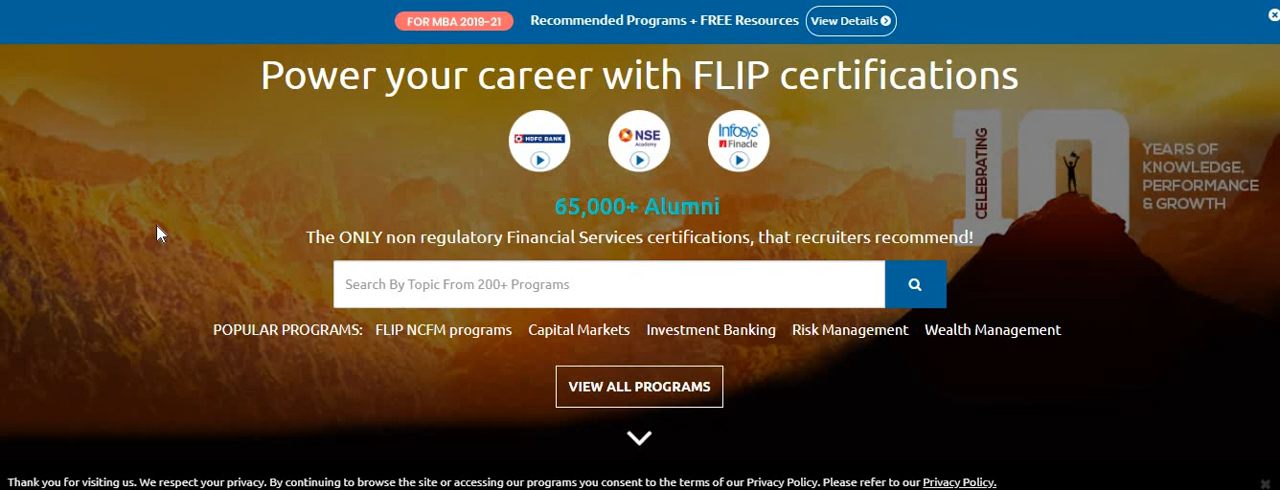 FOR MBA 2019-21 Recommended Programs + FREE Resources View Details
Power your career with FLIP certifications
HDFC BANK NSE Academy Infosys Finacle
CELEBRATING 10 YEARS OF KNOWLEDGE, PERFORMANCE & GROWTH
65,000+ Alumni
The ONLY non regulatory Financial Services certifications, that recruiters recommend!
Search By Topic From 200+ Programs
POPULAR PROGRAMS: FLIP NCFM programs Capital Markets Investment Banking Risk Management Wealth Management
VIEW ALL PROGRAMS
Thank you for visiting us. We respect your privacy. By continuing to browse the site or accessing our programs you consent to the terms of our Privacy Policy. Please refer to our Privacy Policy.